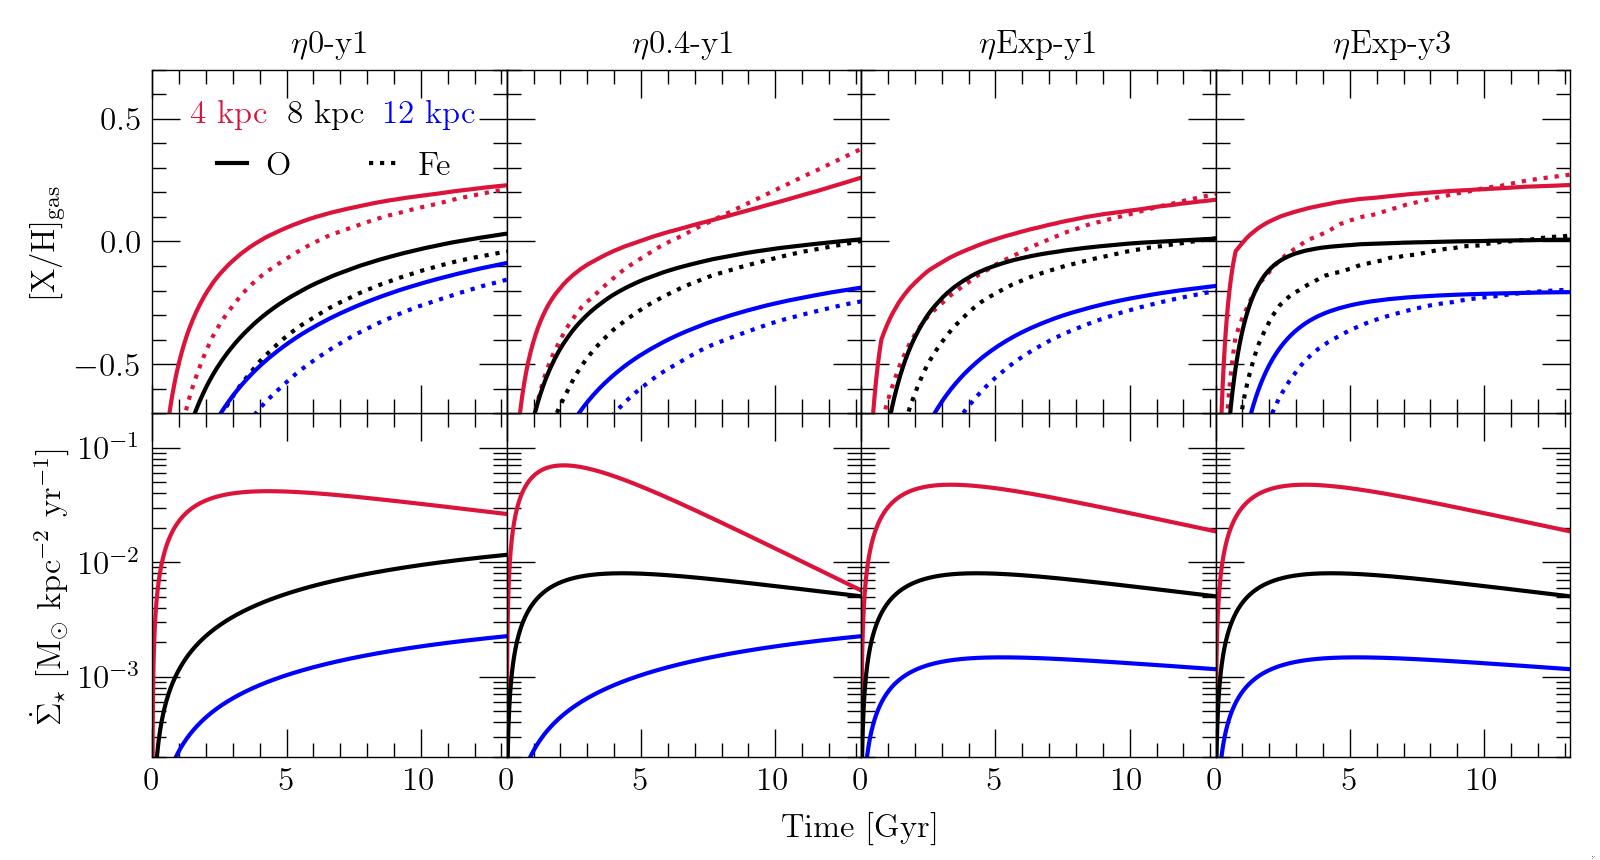 η0-y1 η0.4-y1 ηExp-y1 ηExp-y3
4 kpc 8 kpc 12 kpc
O Fe
[X/H]gas
0.5
0.0
−0.5
Σ̇⋆ [M⊙ kpc−2 yr−1]
10−1
10−2
10−3
0 5 10 0 5 10 0 5 10 0 5 10
Time [Gyr]